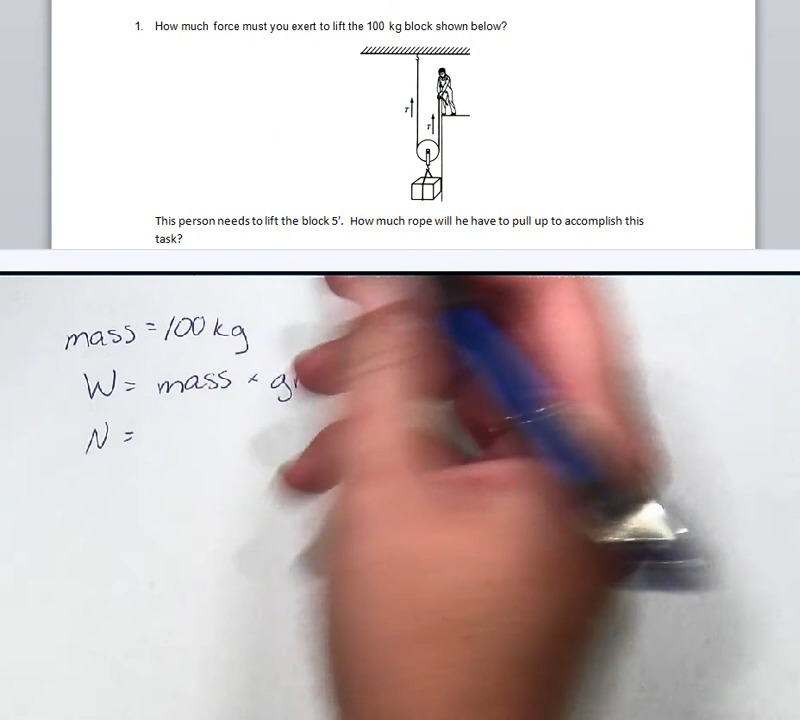 1. How much force must you exert to lift the 100 kg block shown below?
T
T
This person needs to lift the block 5'. How much rope will he have to pull up to accomplish this
task?
mass = 100 kg
W = mass × g
N =